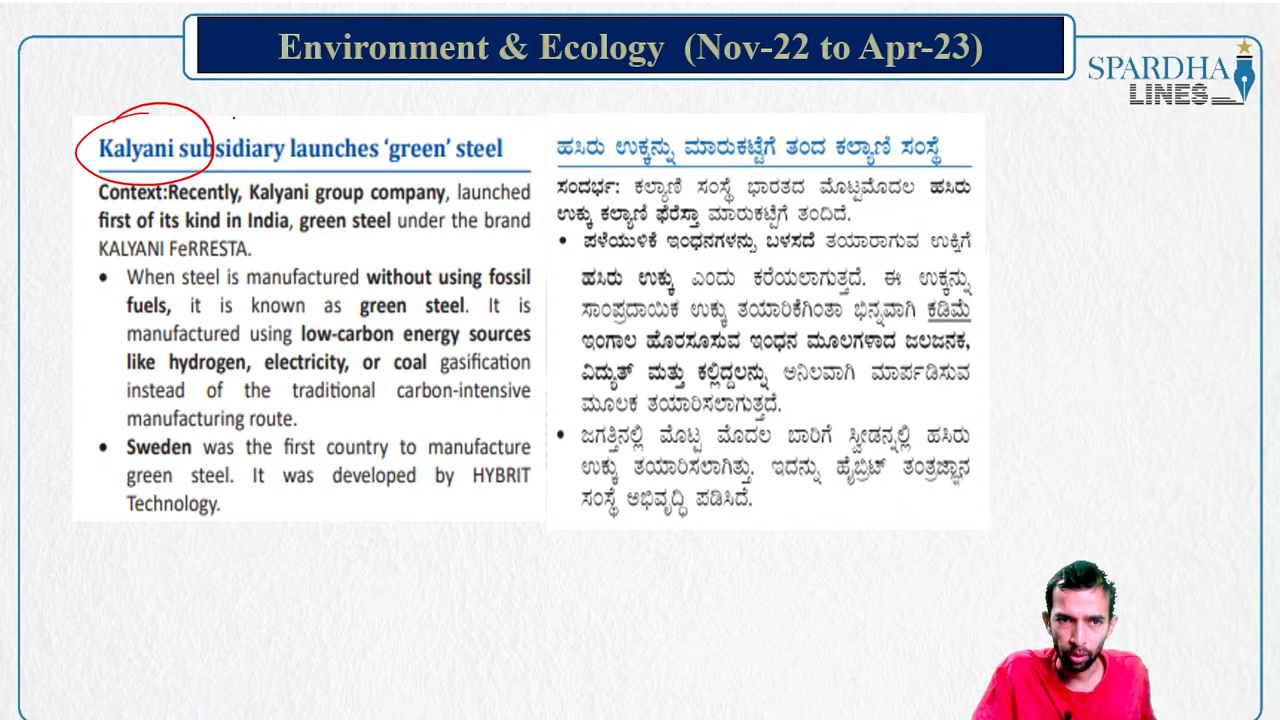 Environment & Ecology (Nov-22 to Apr-23)
SPARDHA
LINES
Kalyani subsidiary launches ‘green’ steel
Context:Recently, Kalyani group company, launched
first of its kind in India, green steel under the brand
KALYANI FeRRESTA.
• When steel is manufactured without using fossil
fuels, it is known as green steel. It is
manufactured using low-carbon energy sources
like hydrogen, electricity, or coal gasification
instead of the traditional carbon-intensive
manufacturing route.
• Sweden was the first country to manufacture
green steel. It was developed by HYBRIT
Technology.
ಹಸಿರು ಉಕ್ಕನ್ನು ಮಾರುಕಟ್ಟೆಗೆ ತಂದ ಕಲ್ಯಾಣಿ ಸಂಸ್ಥೆ
ಸಂದರ್ಭ: ಕಲ್ಯಾಣಿ ಸಂಸ್ಥೆ ಭಾರತದ ಮೊಟ್ಟಮೊದಲ ಹಸಿರು
ಉಕ್ಕು ಕಲ್ಯಾಣಿ ಫೆರೆಸ್ತಾ ಮಾರುಕಟ್ಟೆಗೆ ತಂದಿದೆ.
• ಪಳೆಯುಳಿಕೆ ಇಂಧನಗಳನ್ನು ಬಳಸದೆ ತಯಾರಾಗುವ ಉಕ್ಕಿಗೆ
ಹಸಿರು ಉಕ್ಕು ಎಂದು ಕರೆಯಲಾಗುತ್ತದೆ. ಈ ಉಕ್ಕನ್ನು
ಸಾಂಪ್ರದಾಯಿಕ ಉಕ್ಕು ತಯಾರಿಕೆಗಿಂತಾ ಭಿನ್ನವಾಗಿ ಕಡಿಮೆ
ಇಂಗಾಲ ಹೊರಸೂಸುವ ಇಂಧನ ಮೂಲಗಳಾದ ಜಲಜನಕ,
ವಿದ್ಯುತ್ ಮತ್ತು ಕಲ್ಲಿದ್ದಲನ್ನು ಅನಿಲವಾಗಿ ಮಾರ್ಪಡಿಸುವ
ಮೂಲಕ ತಯಾರಿಸಲಾಗುತ್ತದೆ.
• ಜಗತ್ತಿನಲ್ಲಿ ಮೊಟ್ಟ ಮೊದಲ ಬಾರಿಗೆ ಸ್ವೀಡನ್ನಲ್ಲಿ ಹಸಿರು
ಉಕ್ಕು ತಯಾರಿಸಲಾಗಿತ್ತು. ಇದನ್ನು ಹೈಬ್ರಿಟ್ ತಂತ್ರಜ್ಞಾನ
ಸಂಸ್ಥೆ ಅಭಿವೃದ್ಧಿ ಪಡಿಸಿದೆ.